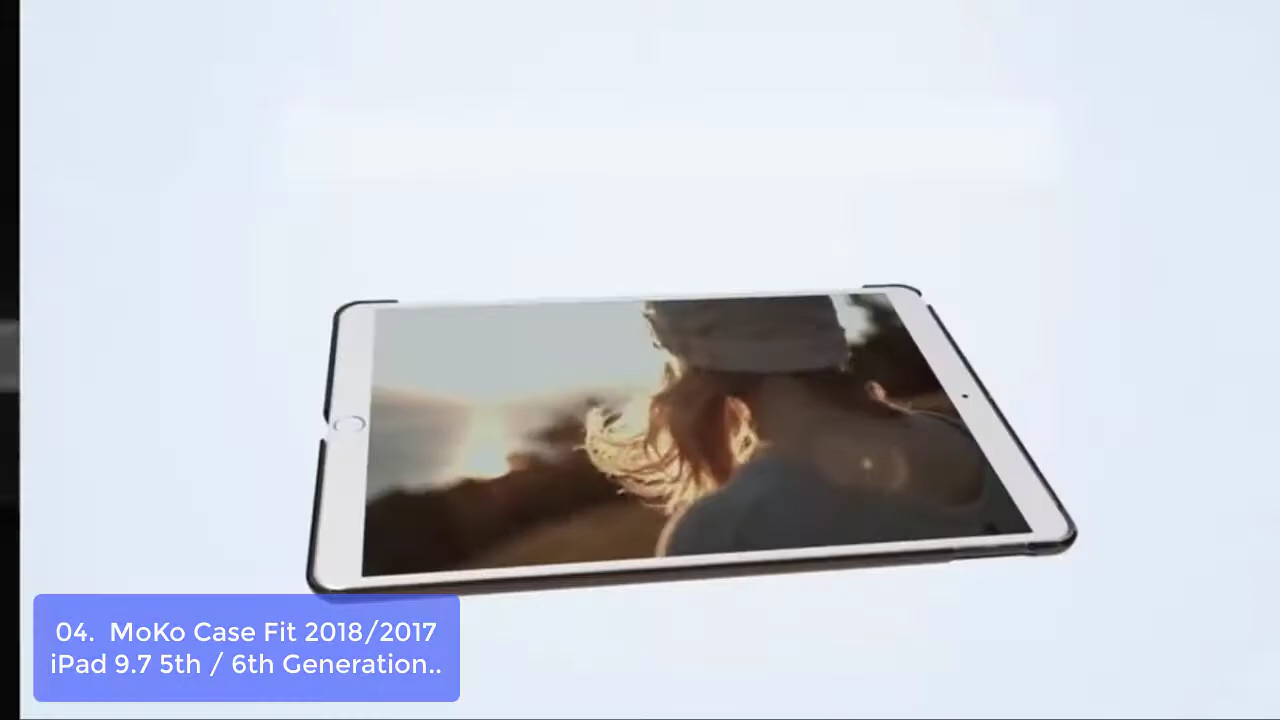 04. MoKo Case Fit 2018/2017
iPad 9.7 5th / 6th Generation..